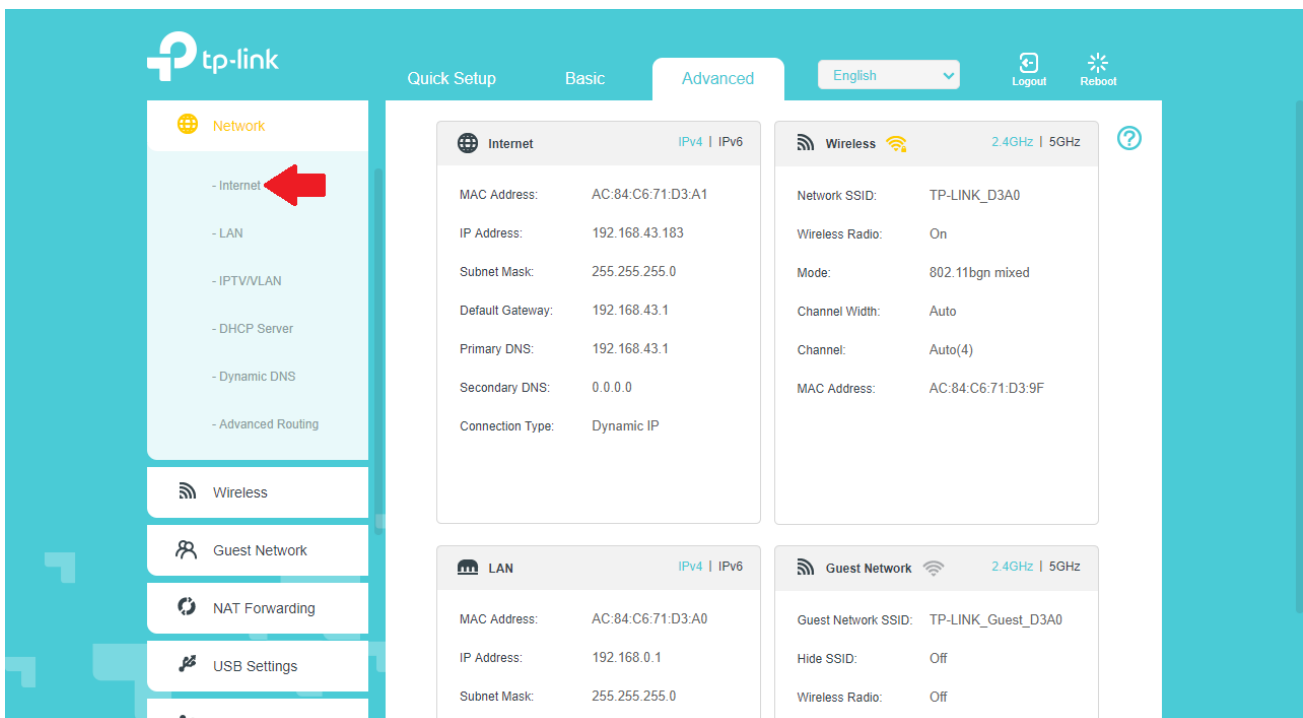 tp-link
Quick Setup
Basic
Advanced
English
Logout
Reboot
Network
- Internet
- LAN
- IPTV/VLAN
- DHCP Server
- Dynamic DNS
- Advanced Routing
Wireless
Guest Network
NAT Forwarding
USB Settings
Internet IPv4 | IPv6
MAC Address: AC:84:C6:71:D3:A1
IP Address: 192.168.43.183
Subnet Mask: 255.255.255.0
Default Gateway: 192.168.43.1
Primary DNS: 192.168.43.1
Secondary DNS: 0.0.0.0
Connection Type: Dynamic IP
Wireless 2.4GHz | 5GHz
Network SSID: TP-LINK_D3A0
Wireless Radio: On
Mode: 802.11bgn mixed
Channel Width: Auto
Channel: Auto(4)
MAC Address: AC:84:C6:71:D3:9F
LAN IPv4 | IPv6
MAC Address: AC:84:C6:71:D3:A0
IP Address: 192.168.0.1
Subnet Mask: 255.255.255.0
Guest Network 2.4GHz | 5GHz
Guest Network SSID: TP-LINK_Guest_D3A0
Hide SSID: Off
Wireless Radio: Off